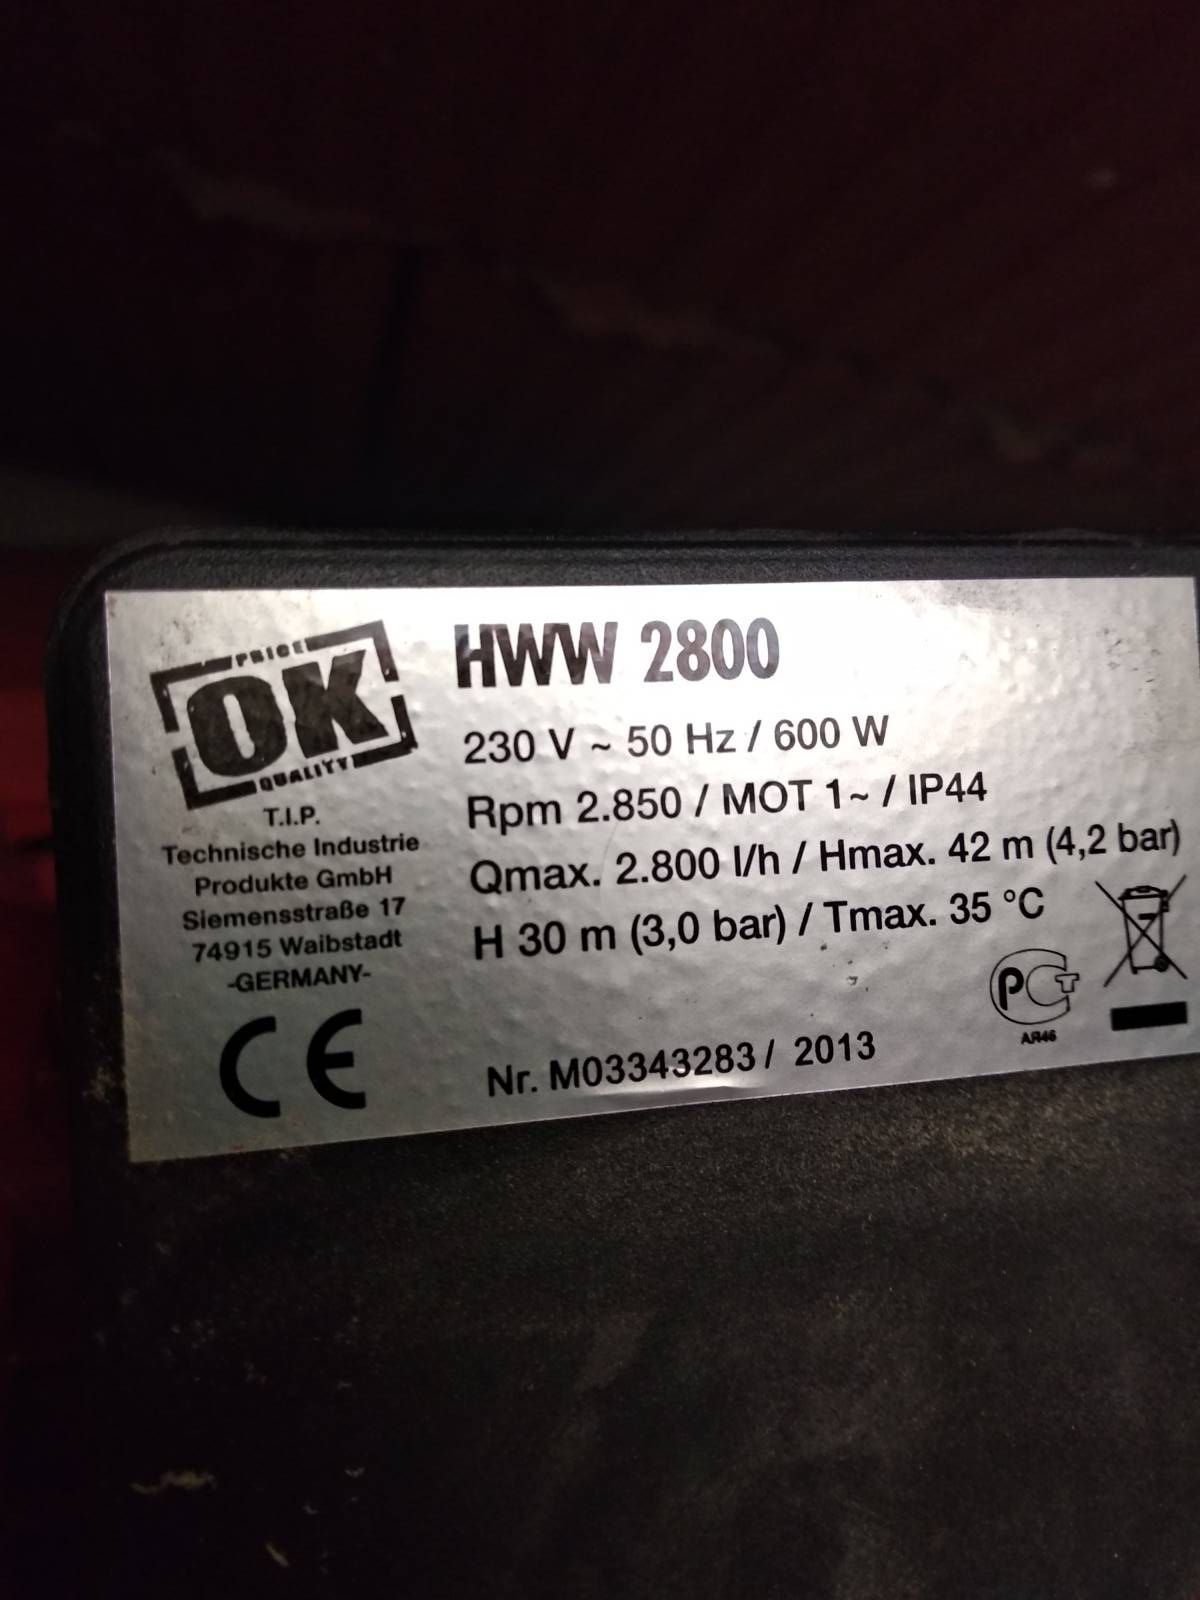 PRICE
OK
QUALITY
T.I.P.
Technische Industrie
Produkte GmbH
Siemensstraße 17
74915 Waibstadt
-GERMANY-
CE
HWW 2800
230 V ~ 50 Hz / 600 W
Rpm 2.850 / MOT 1~ / IP44
Qmax. 2.800 l/h / Hmax. 42 m (4,2 bar)
H 30 m (3,0 bar) / Tmax. 35 °C
Nr. M03343283 / 2013
РСТ
АЯ46